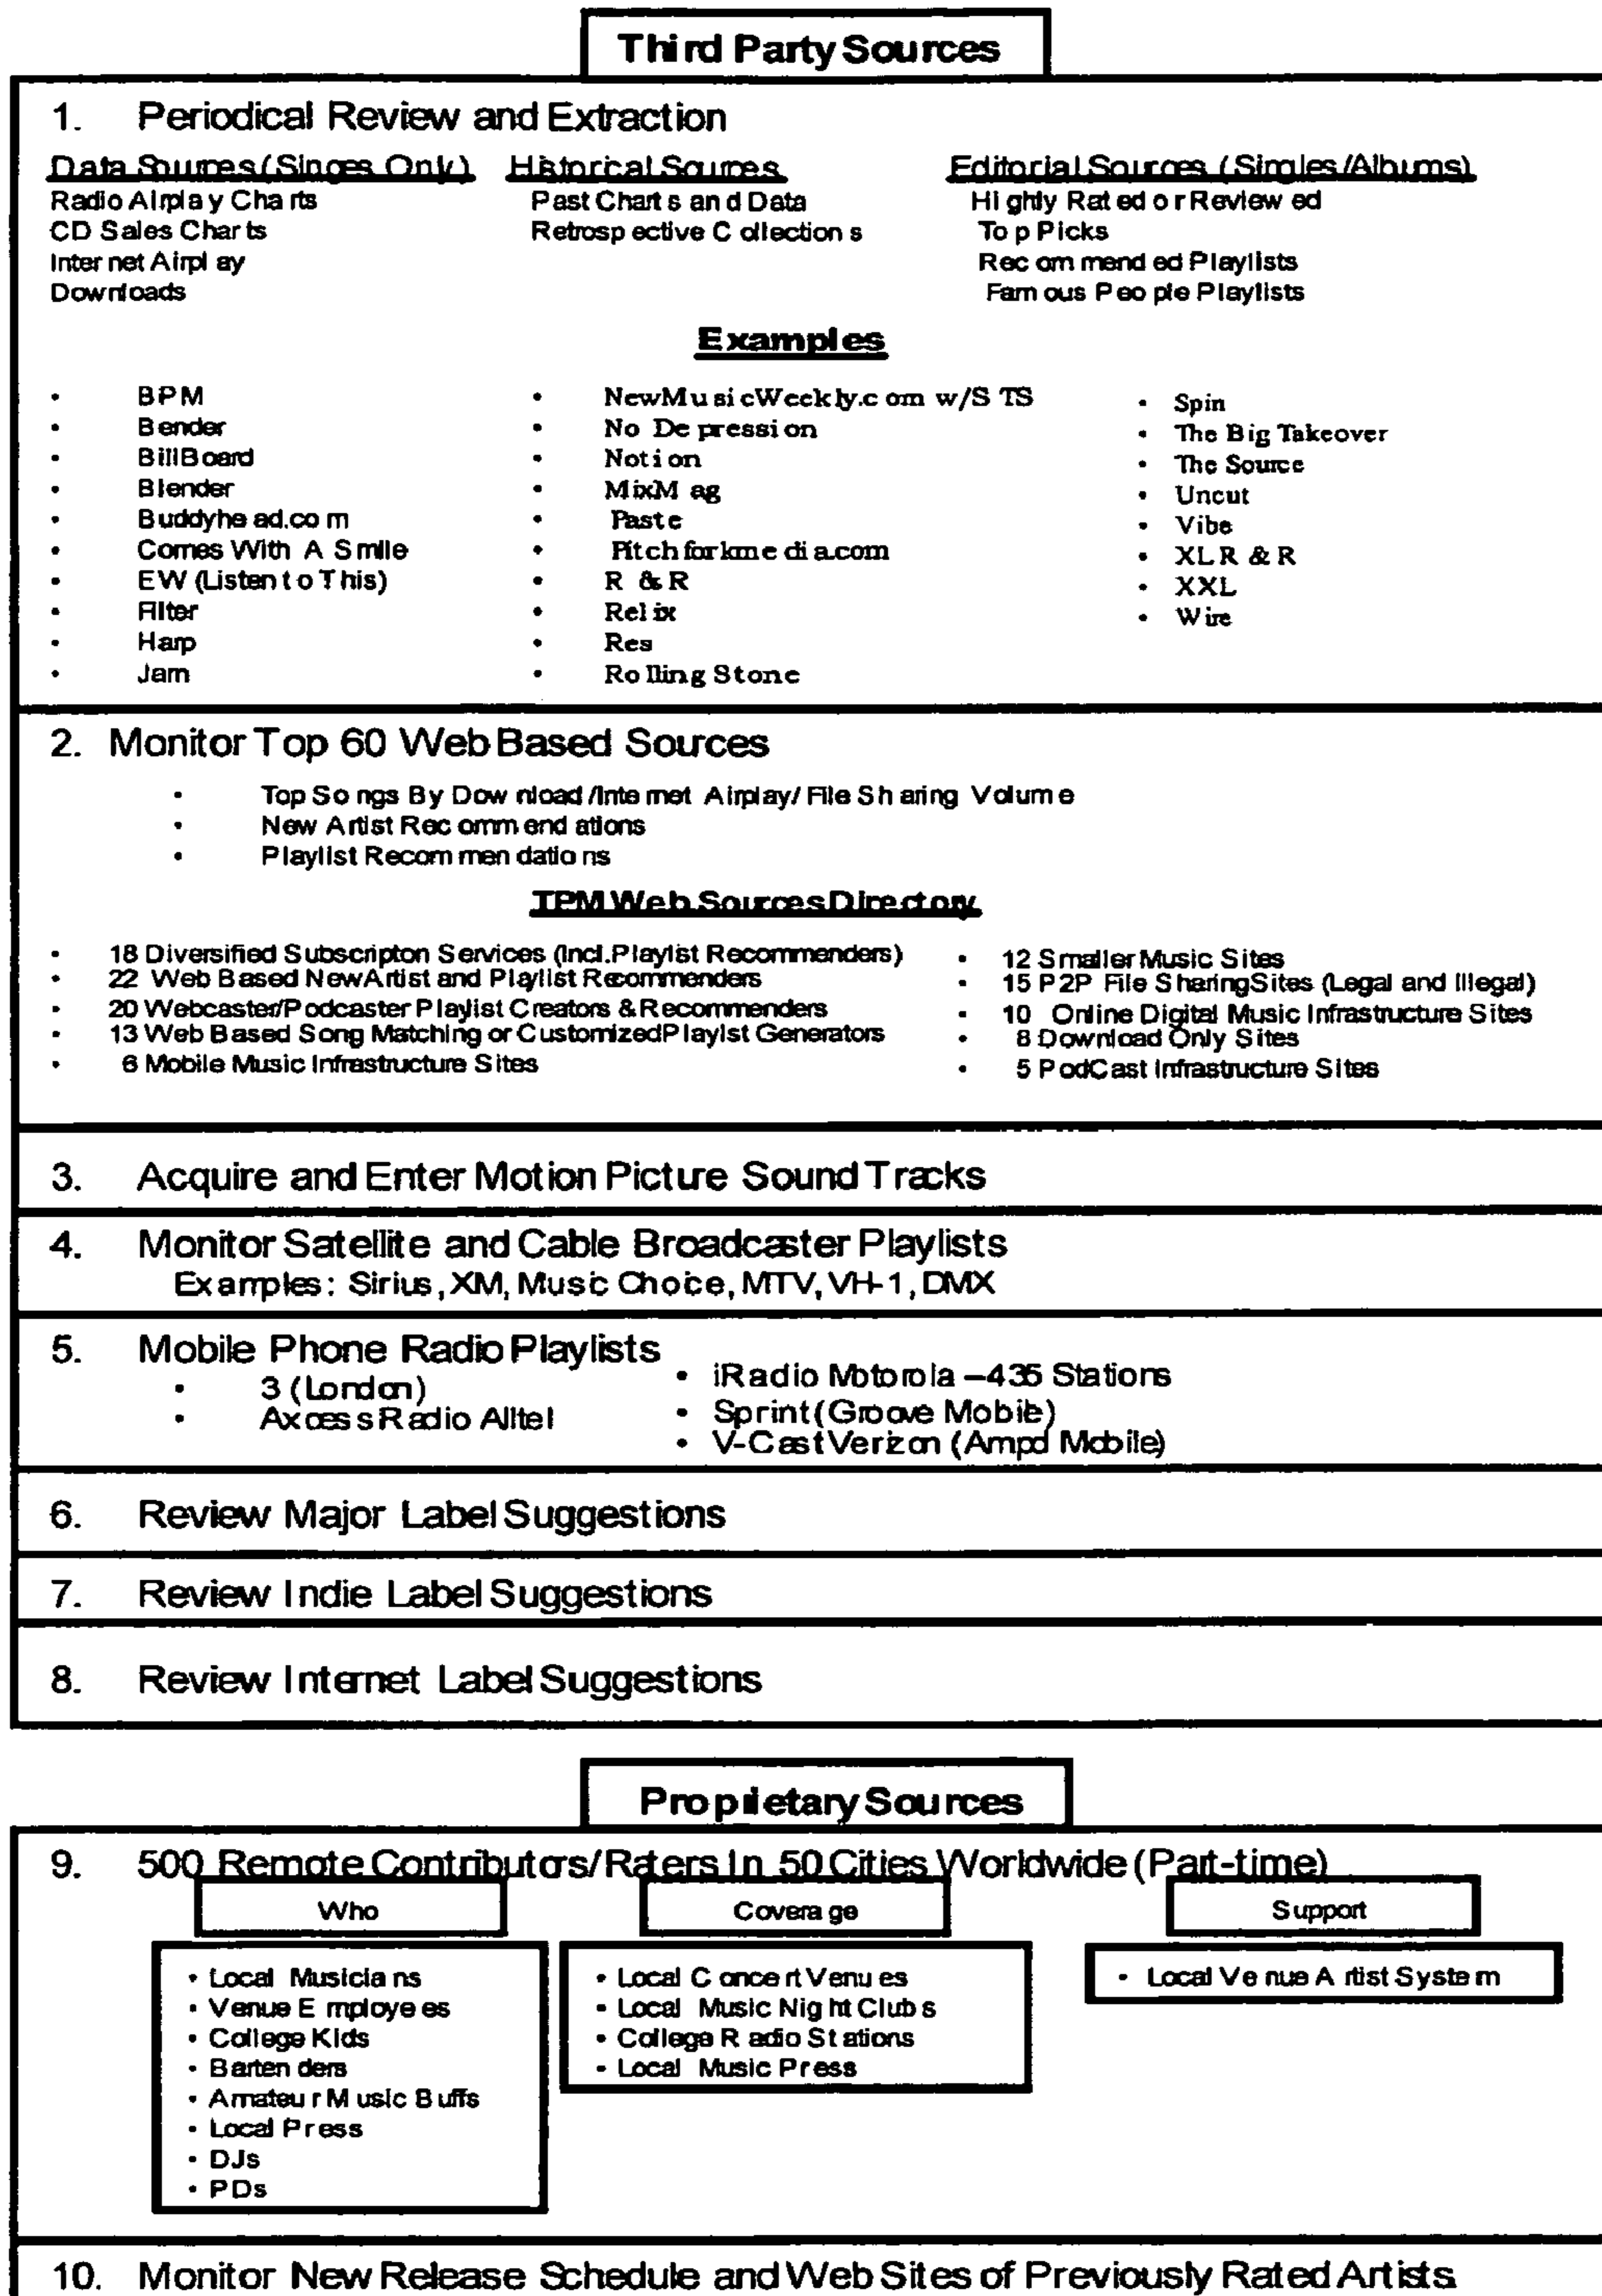 Third Party Sources
1. Periodical Review and Extraction
Data Sources (Singes Only)
Radio Airplay Charts
CD Sales Charts
Internet Airplay
Downloads
Historical Sources
Past Charts and Data
Retrospective Collections
Editorial Sources (Singles/Albums)
Highly Rated or Reviewed
Top Picks
Recommended Playlists
Famous People Playlists
Examples
• BPM
• Bender
• BillBoard
• Blender
• Buddyhead.com
• Comes With A Smile
• EW (Listen to This)
• Filter
• Harp
• Jam
• NewMusicWeekly.com w/STS
• No Depression
• Notion
• MixMag
• Paste
• Pitchforkmedia.com
• R & R
• Relix
• Res
• Rolling Stone
• Spin
• The Big Takeover
• The Source
• Uncut
• Vibe
• XLR & R
• XXL
• Wire
2. Monitor Top 60 Web Based Sources
• Top Songs By Download/Internet Airplay/File Sharing Volume
• New Artist Recommendations
• Playlist Recommendations
TPM Web Sources Directory
• 18 Diversified Subscripton Services (Incl. Playlist Recommenders)
• 22 Web Based New Artist and Playlist Recommenders
• 20 Webcaster/Podcaster Playlist Creators & Recommenders
• 13 Web Based Song Matching or Customized Playlst Generators
• 6 Mobile Music Infrastructure Sites
• 12 Smaller Music Sites
• 15 P2P File Sharing Sites (Legal and Illegal)
• 10 Online Digital Music Infrastructure Sites
• 8 Download Only Sites
• 5 PodCast Infrastructure Sites
3. Acquire and Enter Motion Picture Sound Tracks
4. Monitor Satellite and Cable Broadcaster Playlists
Examples: Sirius, XM, Music Choice, MTV, VH-1, DMX
5. Mobile Phone Radio Playlists
• 3 (London)
• Axcess Radio Alltel
• iRadio Motorola –435 Stations
• Sprint (Groove Mobile)
• V-Cast Verizon (Ampd Mobile)
6. Review Major Label Suggestions
7. Review Indie Label Suggestions
8. Review Internet Label Suggestions
Proprietary Sources
9. 500 Remote Contributors/Raters In 50 Cities Worldwide (Part-time)
Who
• Local Musicians
• Venue Employees
• College Kids
• Bartenders
• Amateur Music Buffs
• Local Press
• DJs
• PDs
Coverage
• Local Concert Venues
• Local Music Night Clubs
• College Radio Stations
• Local Music Press
Support
• Local Venue Artist System
10. Monitor New Release Schedule and Web Sites of Previously Rated Artists